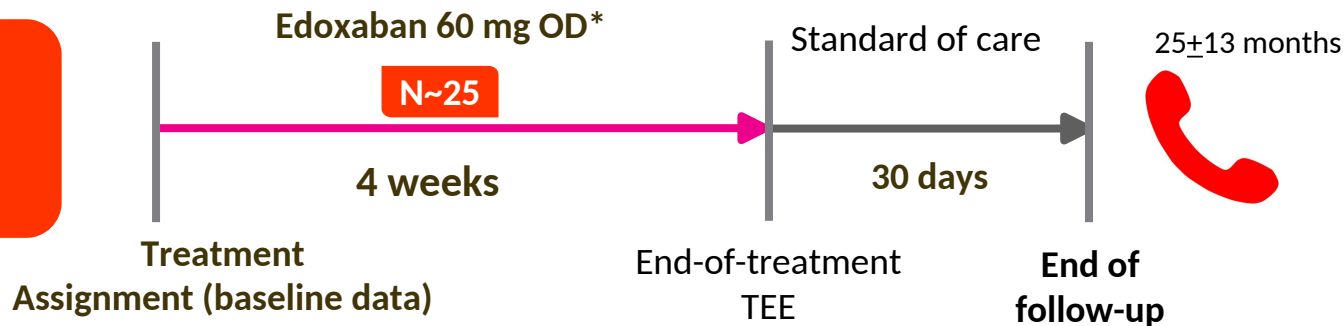 Edoxaban 60 mg OD*
Standard of care
25±13 months
N~25
4 weeks
30 days
Treatment
Assignment (baseline data)
End-of-treatment
TEE
End of
follow-up